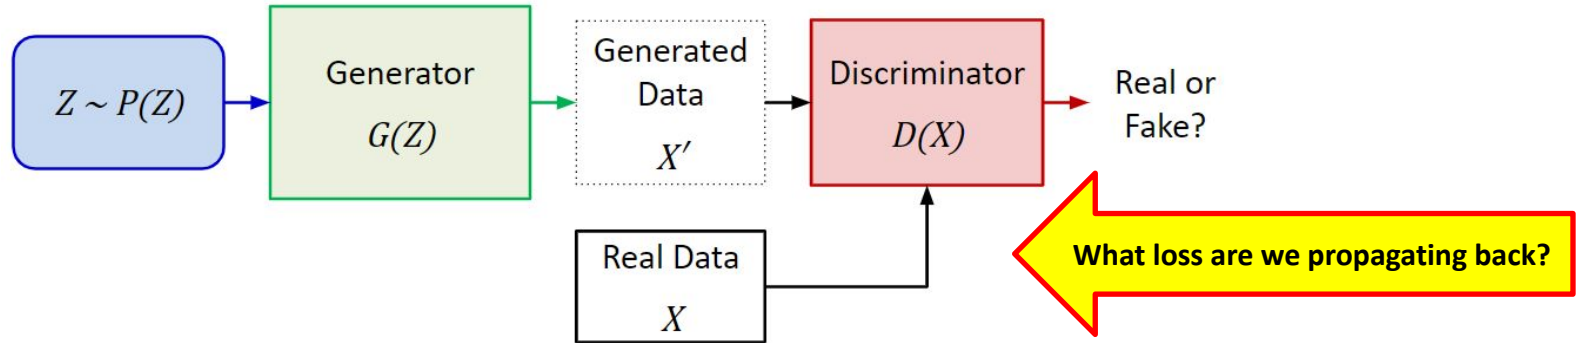 Z ~ P(Z)
Generator
G(Z)
Generated
Data
X′
Discriminator
D(X)
Real or
Fake?
Real Data
X
What loss are we propagating back?